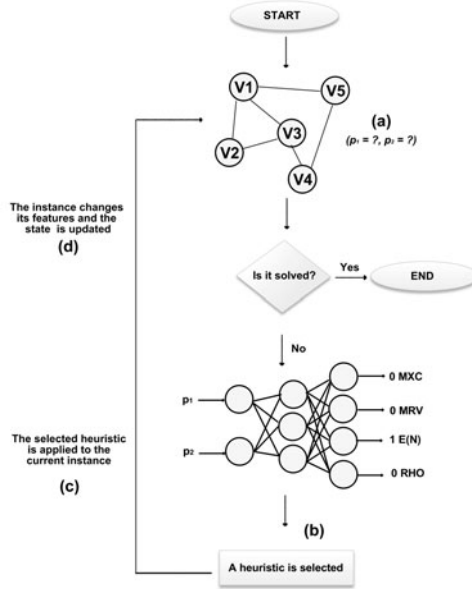 START
V1
V5
V3
V2
V4
(a)
(p₁ = ?, p₂ = ?)
The instance changes
its features and the
state is updated
(d)
Is it solved?
Yes
END
No
p₁
p₂
0 MXC
0 MRV
1 E(N)
0 RHO
The selected heuristic
is applied to the
current instance
(c)
(b)
A heuristic is selected